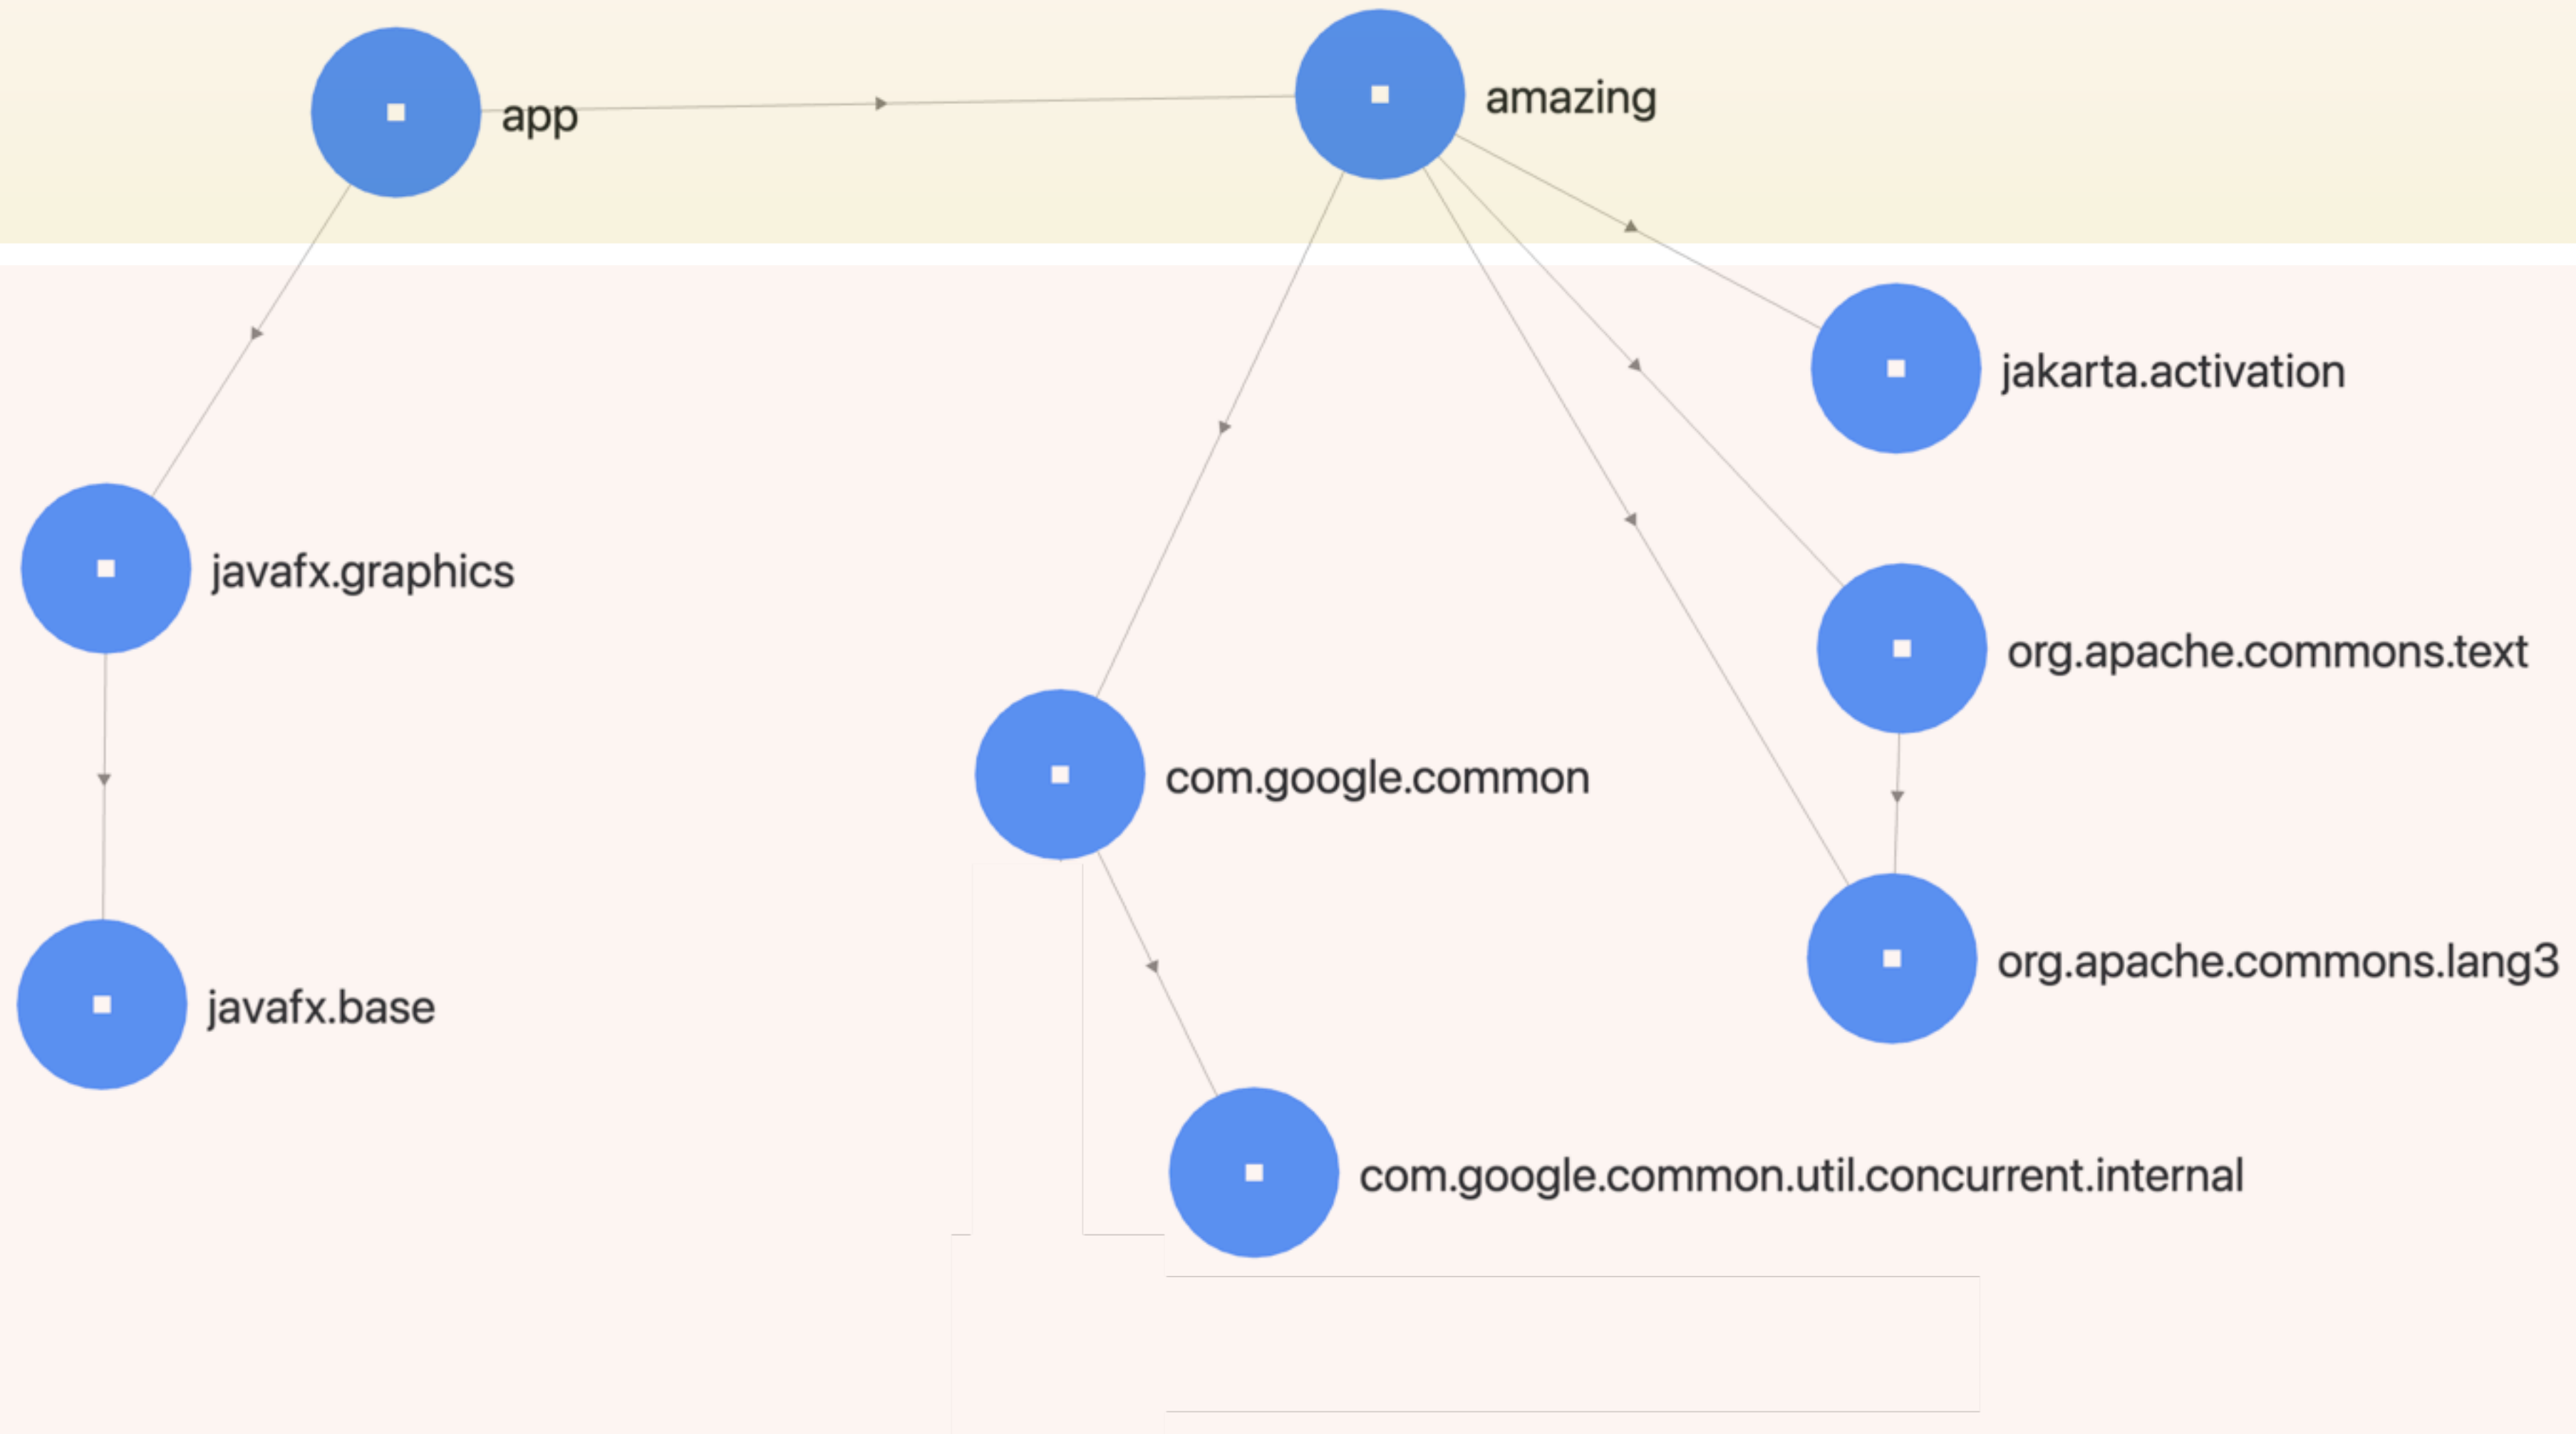 app
amazing
jakarta.activation
javafx.graphics
org.apache.commons.text
com.google.common
org.apache.commons.lang3
javafx.base
com.google.common.util.concurrent.internal